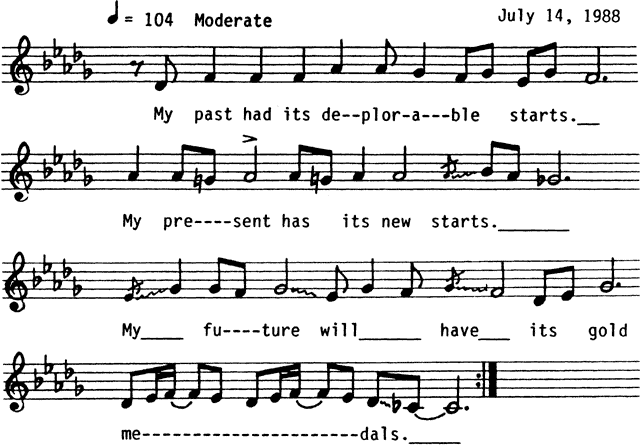 ♩= 104 Moderate
July 14, 1988
My past had its de--plor-a---ble starts.__
My pre----sent has its new starts._______
My____ fu----ture will______ have___ its gold
me---------------------dals._____